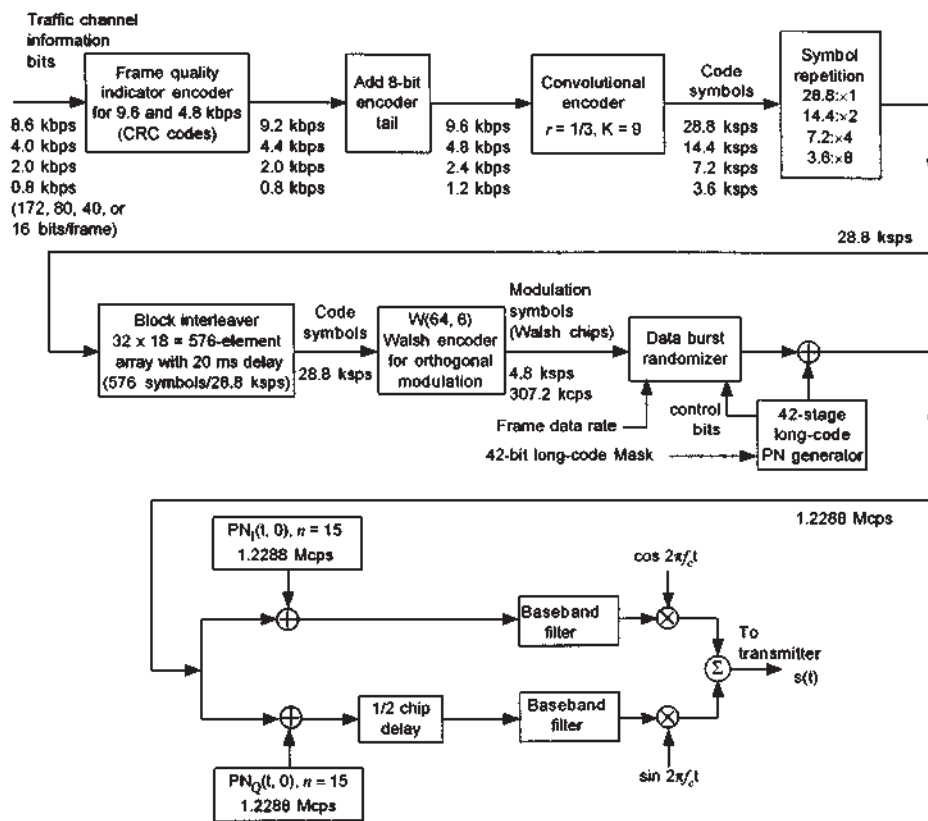 Traffic channel
information
bits
Frame quality
indicator encoder
for 9.6 and 4.8 kbps
(CRC codes)
8.6 kbps
4.0 kbps
2.0 kbps
0.8 kbps
(172, 80, 40, or
16 bits/frame)
9.2 kbps
4.4 kbps
2.0 kbps
0.8 kbps
Add 8-bit
encoder
tail
9.6 kbps
4.8 kbps
2.4 kbps
1.2 kbps
Convolutional
encoder
r = 1/3, K = 9
Code
symbols
28.8 ksps
14.4 ksps
7.2 ksps
3.6 ksps
Symbol
repetition
28.8:×1
14.4:×2
7.2:×4
3.6:×8
28.8 ksps
Block interleaver
32 x 18 = 576-element
array with 20 ms delay
(576 symbols/28.8 ksps)
Code
symbols
28.8 ksps
W(64, 6)
Walsh encoder
for orthogonal
modulation
Modulation
symbols
(Walsh chips)
4.8 ksps
307.2 kcps
Data burst
randomizer
Frame data rate
control
bits
42-bit long-code Mask
42-stage
long-code
PN generator
1.2288 Mcps
PN_I(t, 0), n = 15
1.2288 Mcps
cos 2πf_ct
Baseband
filter
To
transmitter
s(t)
Σ
1/2 chip
delay
Baseband
filter
sin 2πf_ct
PN_Q(t, 0), n = 15
1.2288 Mcps